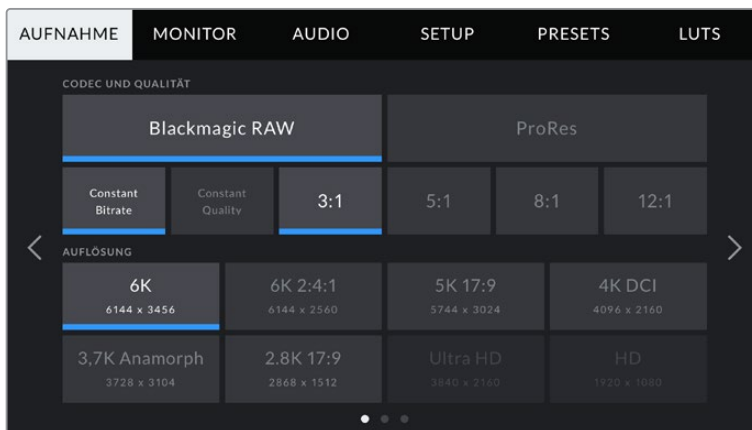 AUFNAHME MONITOR AUDIO SETUP PRESETS LUTS
CODEC UND QUALITÄT
Blackmagic RAW ProRes
Constant Bitrate Constant Quality 3:1 5:1 8:1 12:1
AUFLÖSUNG
6K 6K 2:4:1 5K 17:9 4K DCI
6144 x 3456 6144 x 2560 5744 x 3024 4096 x 2160
3,7K Anamorph 2.8K 17:9 Ultra HD HD
3728 x 3104 2868 x 1512 3840 x 2160 1920 x 1080